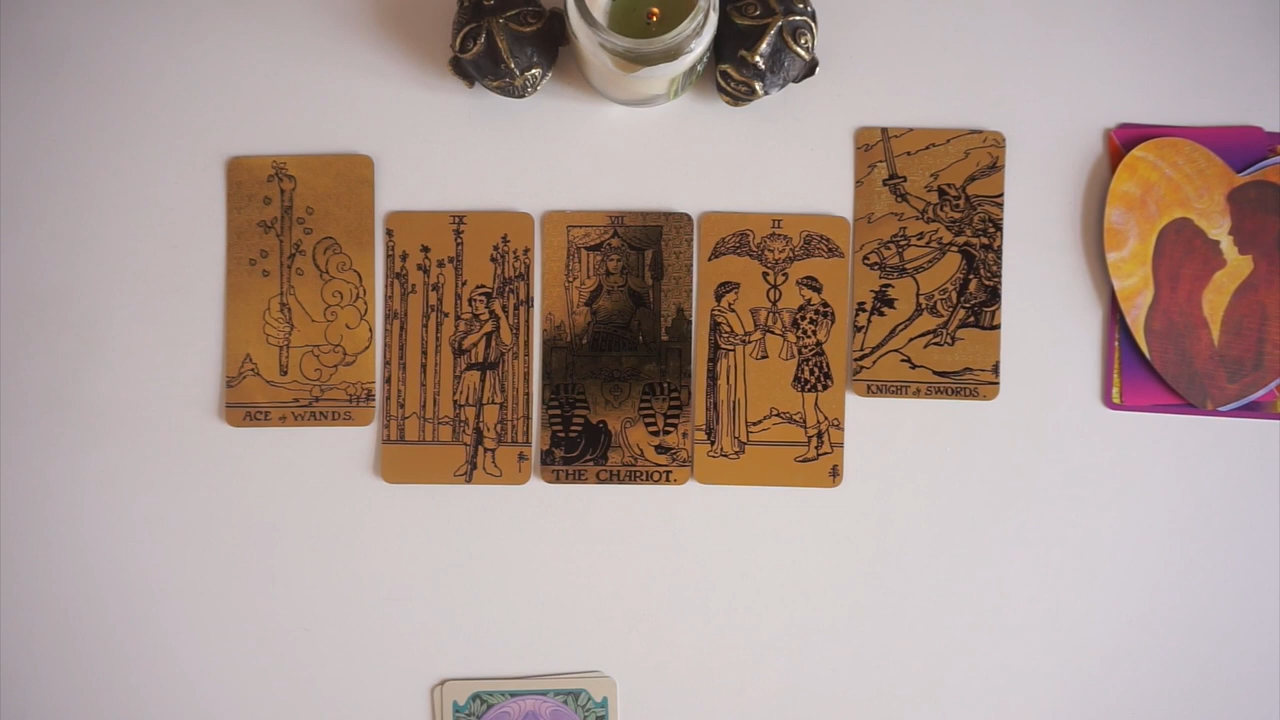 ACE of WANDS.
IX
VII
THE CHARIOT.
II
KNIGHT of SWORDS.